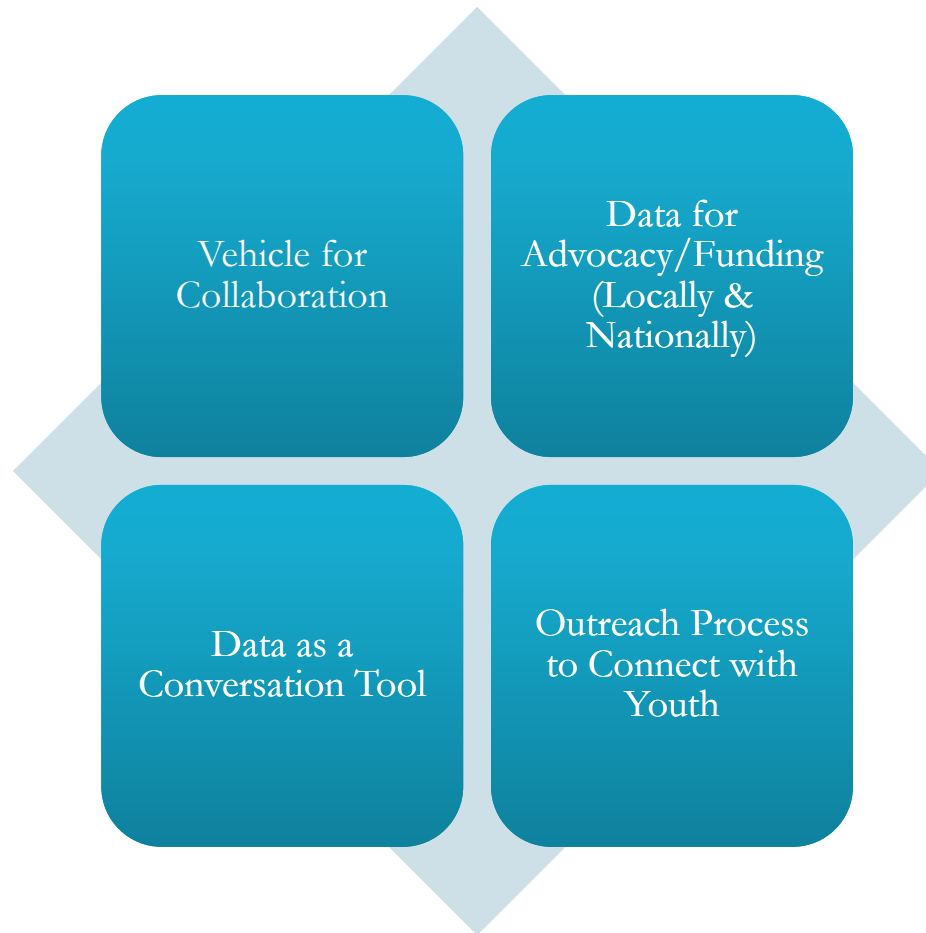 Vehicle for
Collaboration
Data for
Advocacy/Funding
(Locally &
Nationally)
Data as a
Conversation Tool
Outreach Process
to Connect with
Youth